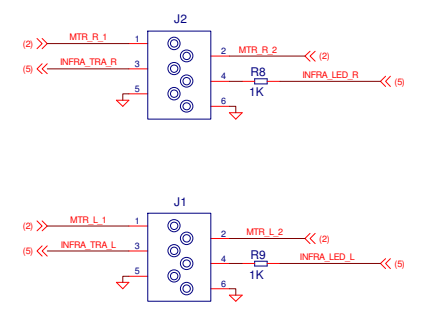 J2
(2) MTR_R_1 1
2 MTR_R_2 (2)
(5) INFRA_TRA_R 3
4 R8 INFRA_LED_R (5)
1K
5
6
J1
(2) MTR_L_1 1
2 MTR_L_2 (2)
(5) INFRA_TRA_L 3
4 R9 INFRA_LED_L (5)
1K
5
6